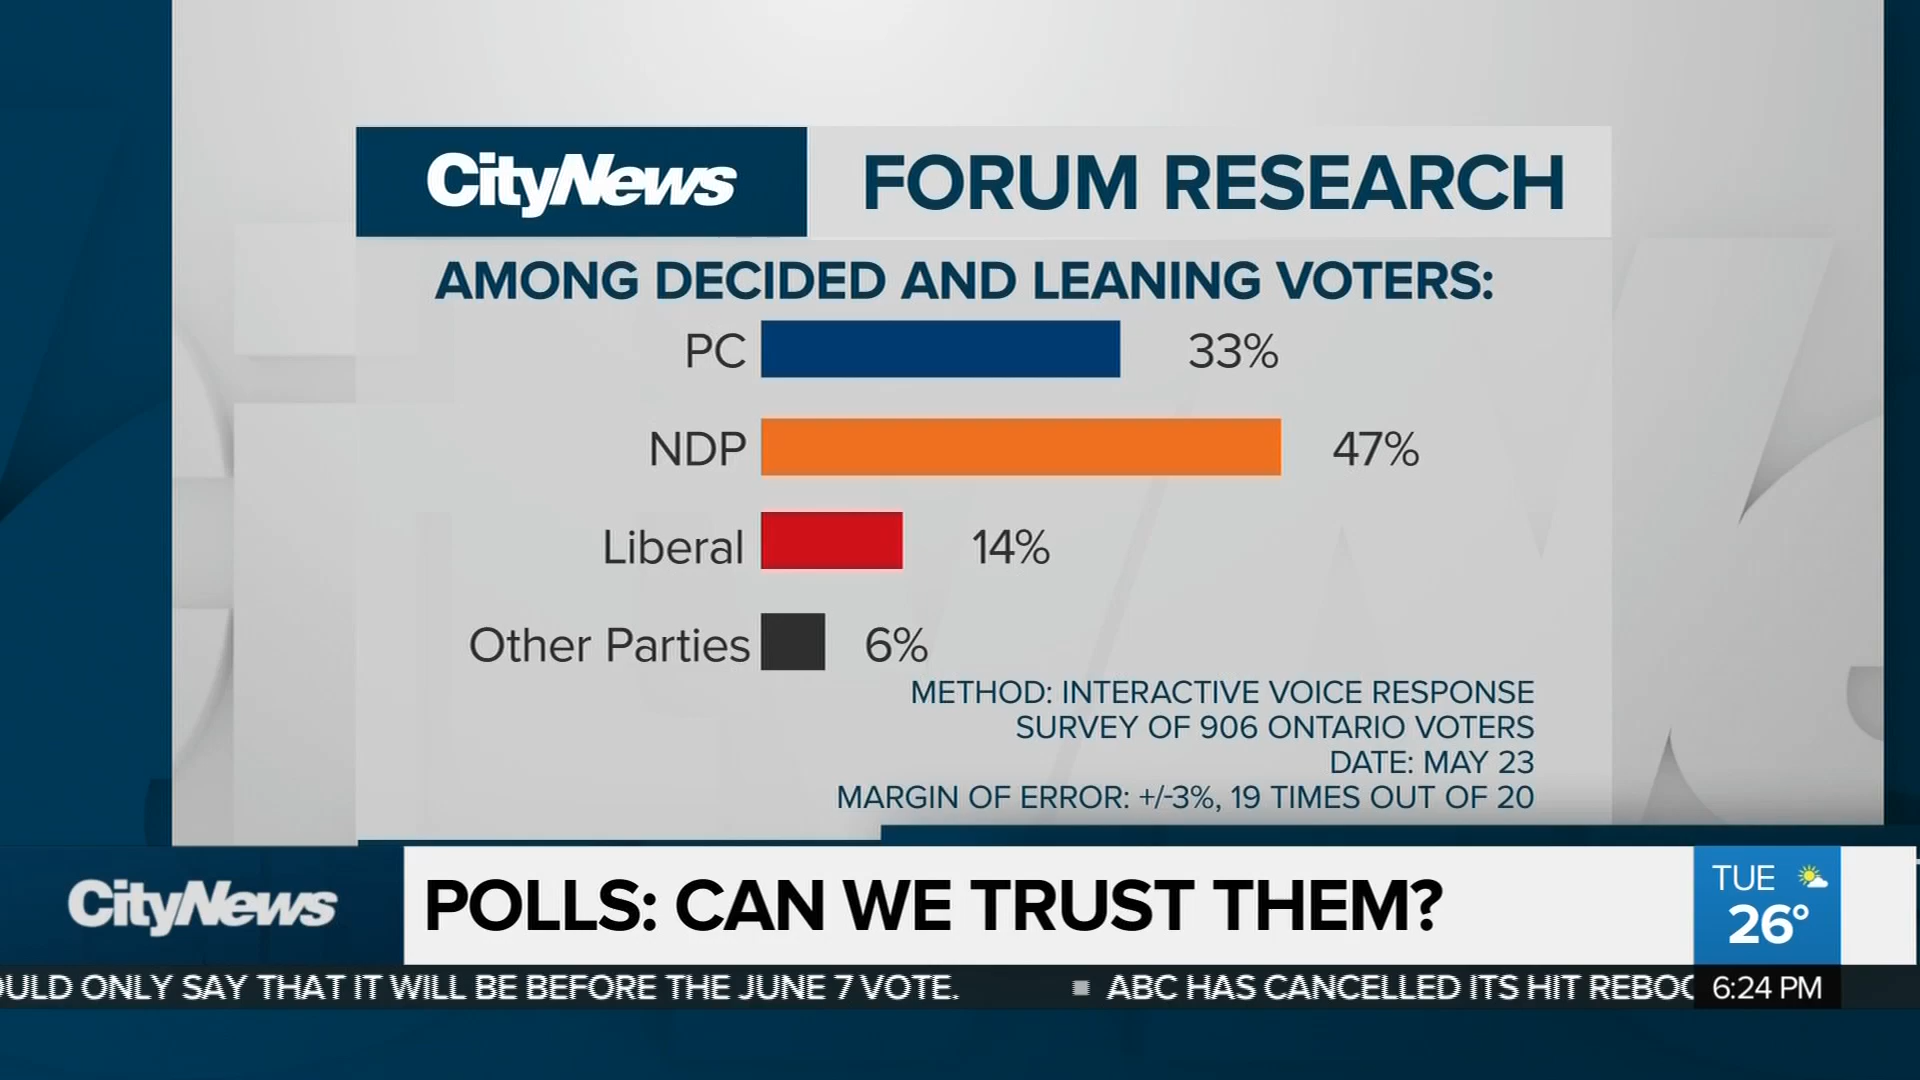 CityNews
FORUM RESEARCH
AMONG DECIDED AND LEANING VOTERS:
PC 33%
NDP 47%
Liberal 14%
Other Parties 6%
METHOD: INTERACTIVE VOICE RESPONSE
SURVEY OF 906 ONTARIO VOTERS
DATE: MAY 23
MARGIN OF ERROR: +/-3%, 19 TIMES OUT OF 20
CityNews
POLLS: CAN WE TRUST THEM?
TUE
26°
ONLY SAY THAT IT WILL BE BEFORE THE JUNE 7 VOTE. ■ ABC HAS CANCELLED ITS HIT
6:24 PM